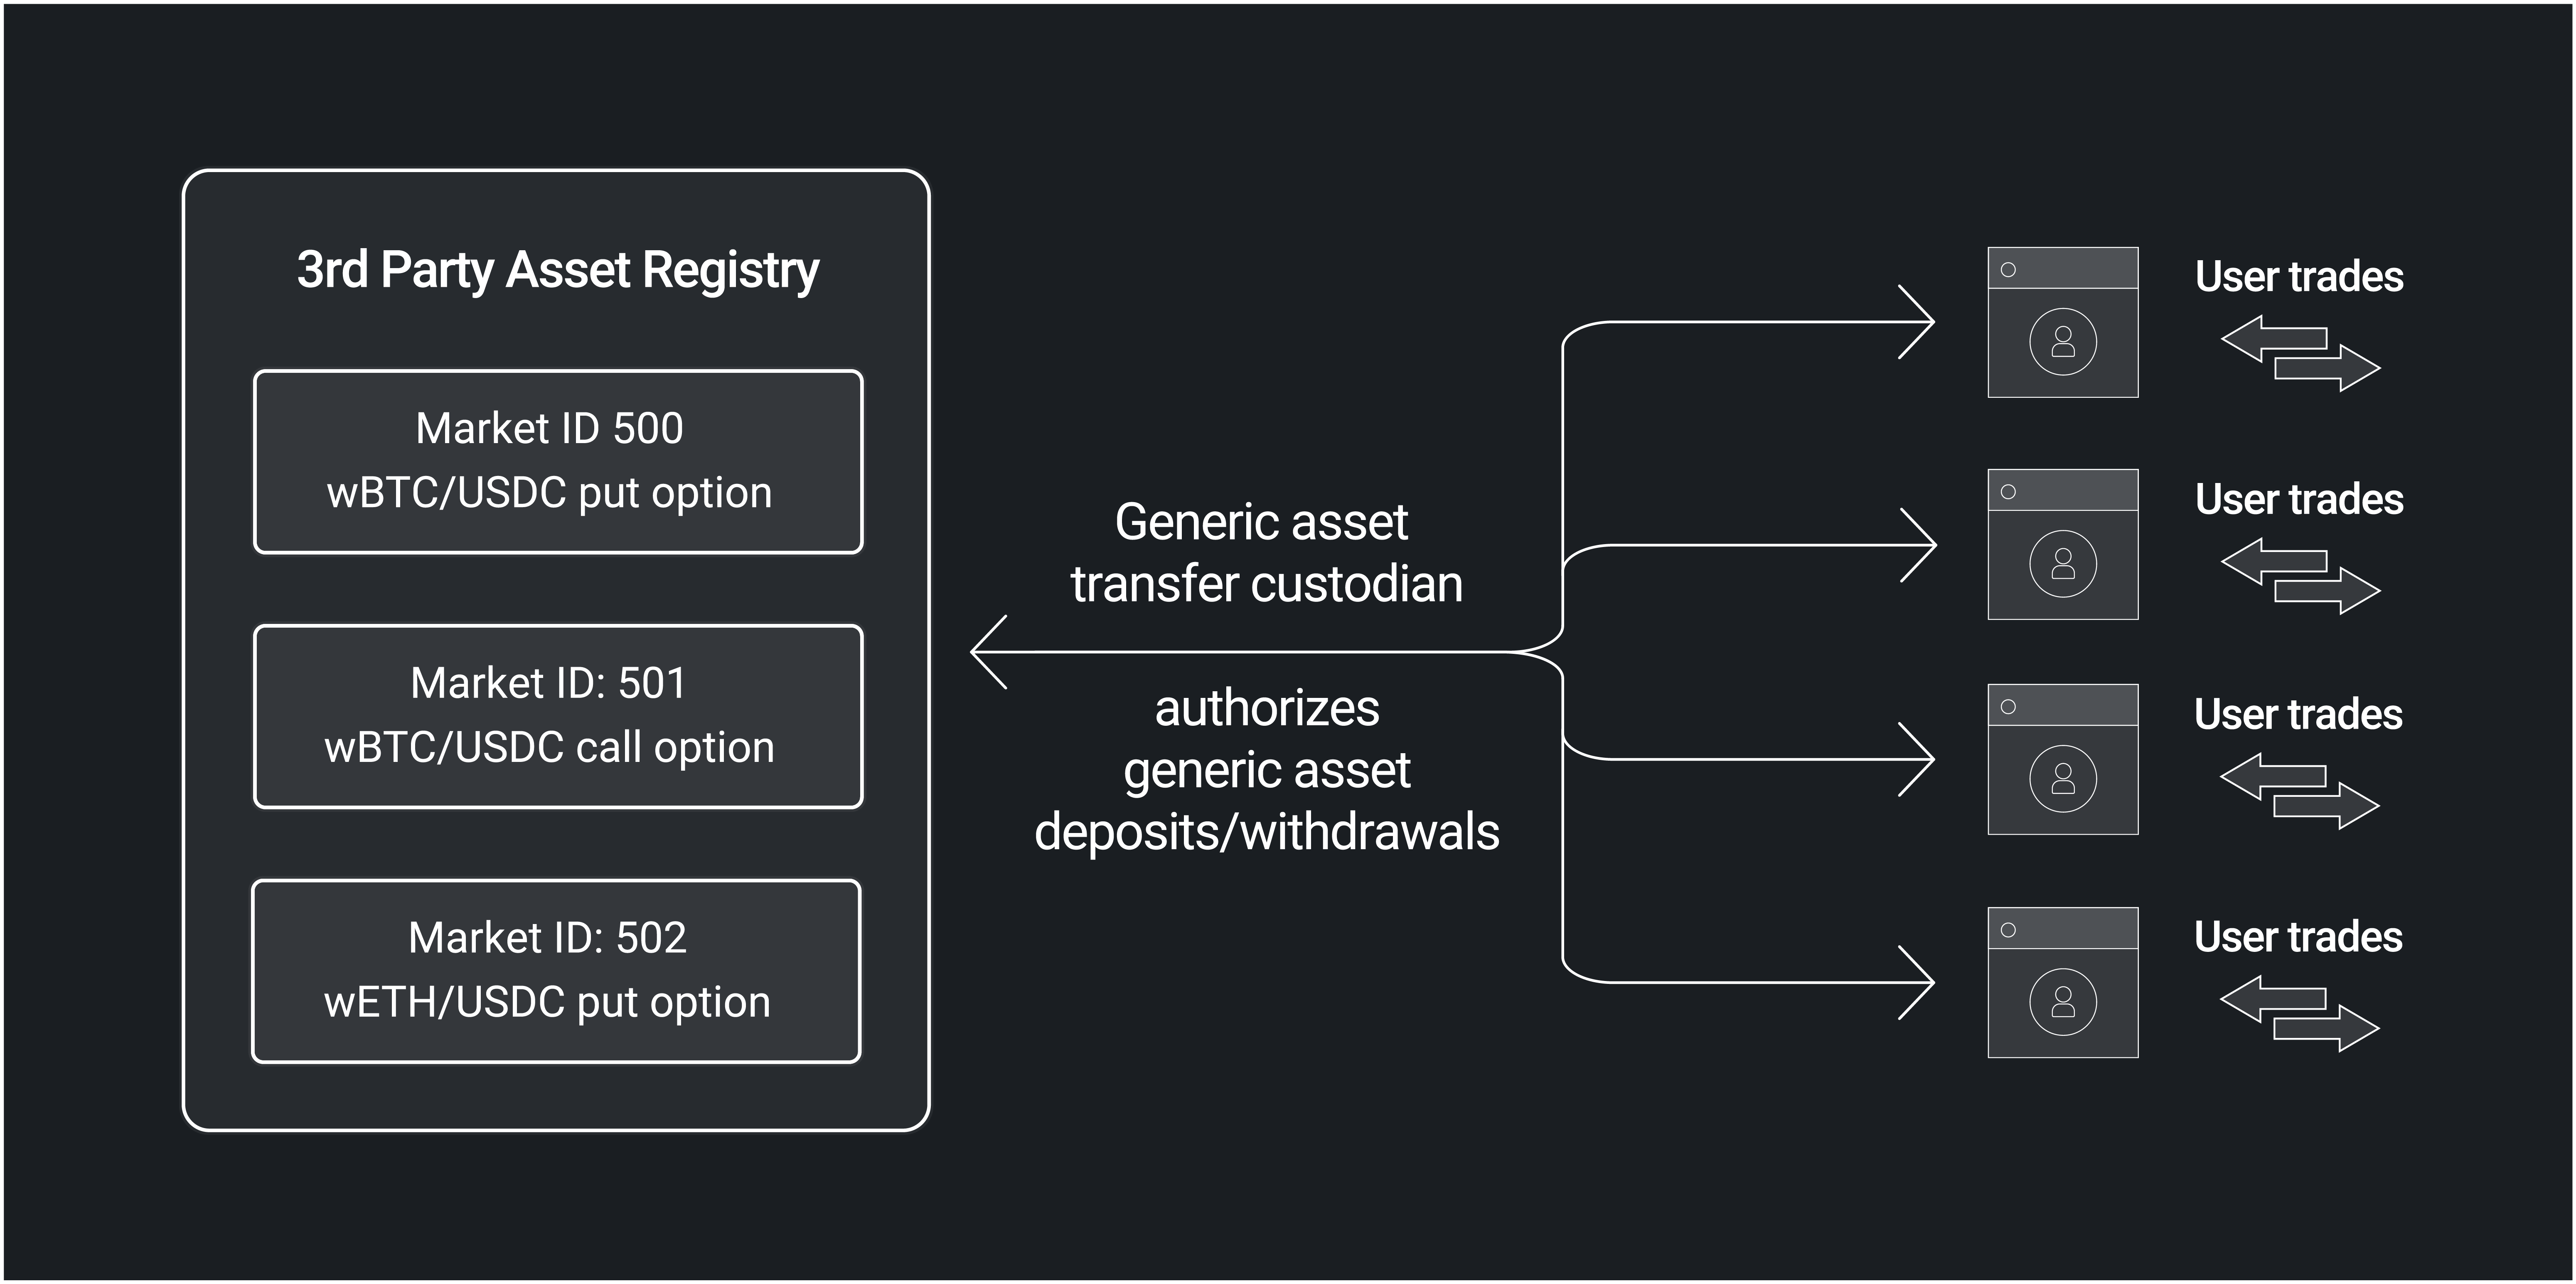 3rd Party Asset Registry
Market ID 500
wBTC/USDC put option
Market ID: 501
wBTC/USDC call option
Market ID: 502
wETH/USDC put option
Generic asset
transfer custodian
authorizes
generic asset
deposits/withdrawals
User trades
User trades
User trades
User trades